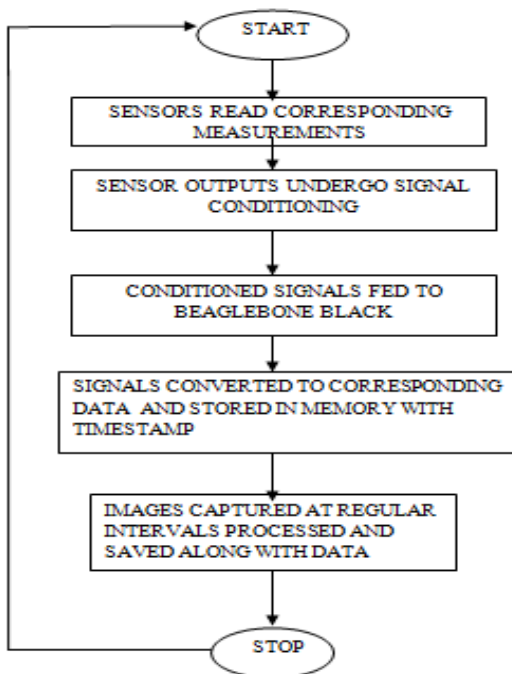 START
SENSORS READ CORRESPONDING
MEASUREMENTS
SENSOR OUTPUTS UNDERGO SIGNAL
CONDITIONING
CONDITIONED SIGNALS FED TO
BEAGLEBONE BLACK
SIGNALS CONVERTED TO CORRESPONDING
DATA AND STORED IN MEMORY WITH
TIMESTAMP
IMAGES CAPTURED AT REGULAR
INTERVALS PROCESSED AND
SAVED ALONG WITH DATA
STOP